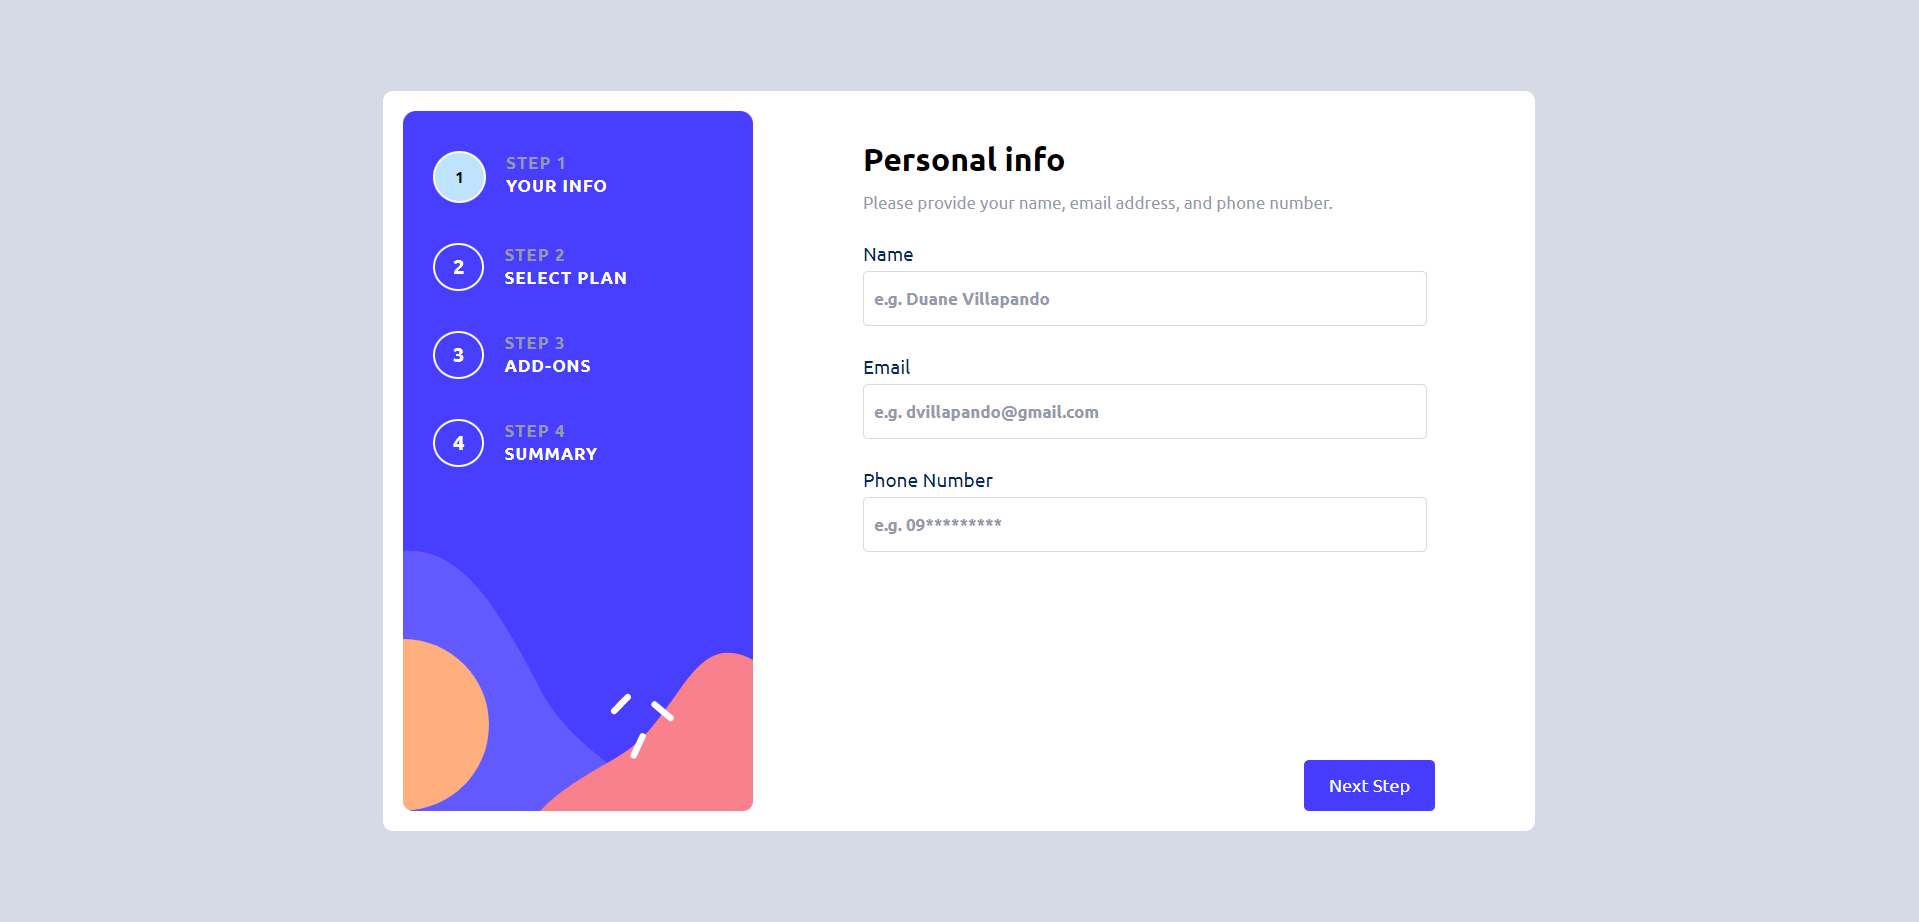 1
STEP 1
YOUR INFO
2
STEP 2
SELECT PLAN
3
STEP 3
ADD-ONS
4
STEP 4
SUMMARY
Personal info
Please provide your name, email address, and phone number.
Name
e.g. Duane Villapando
Email
e.g. dvillapando@gmail.com
Phone Number
e.g. 09*********
Next Step